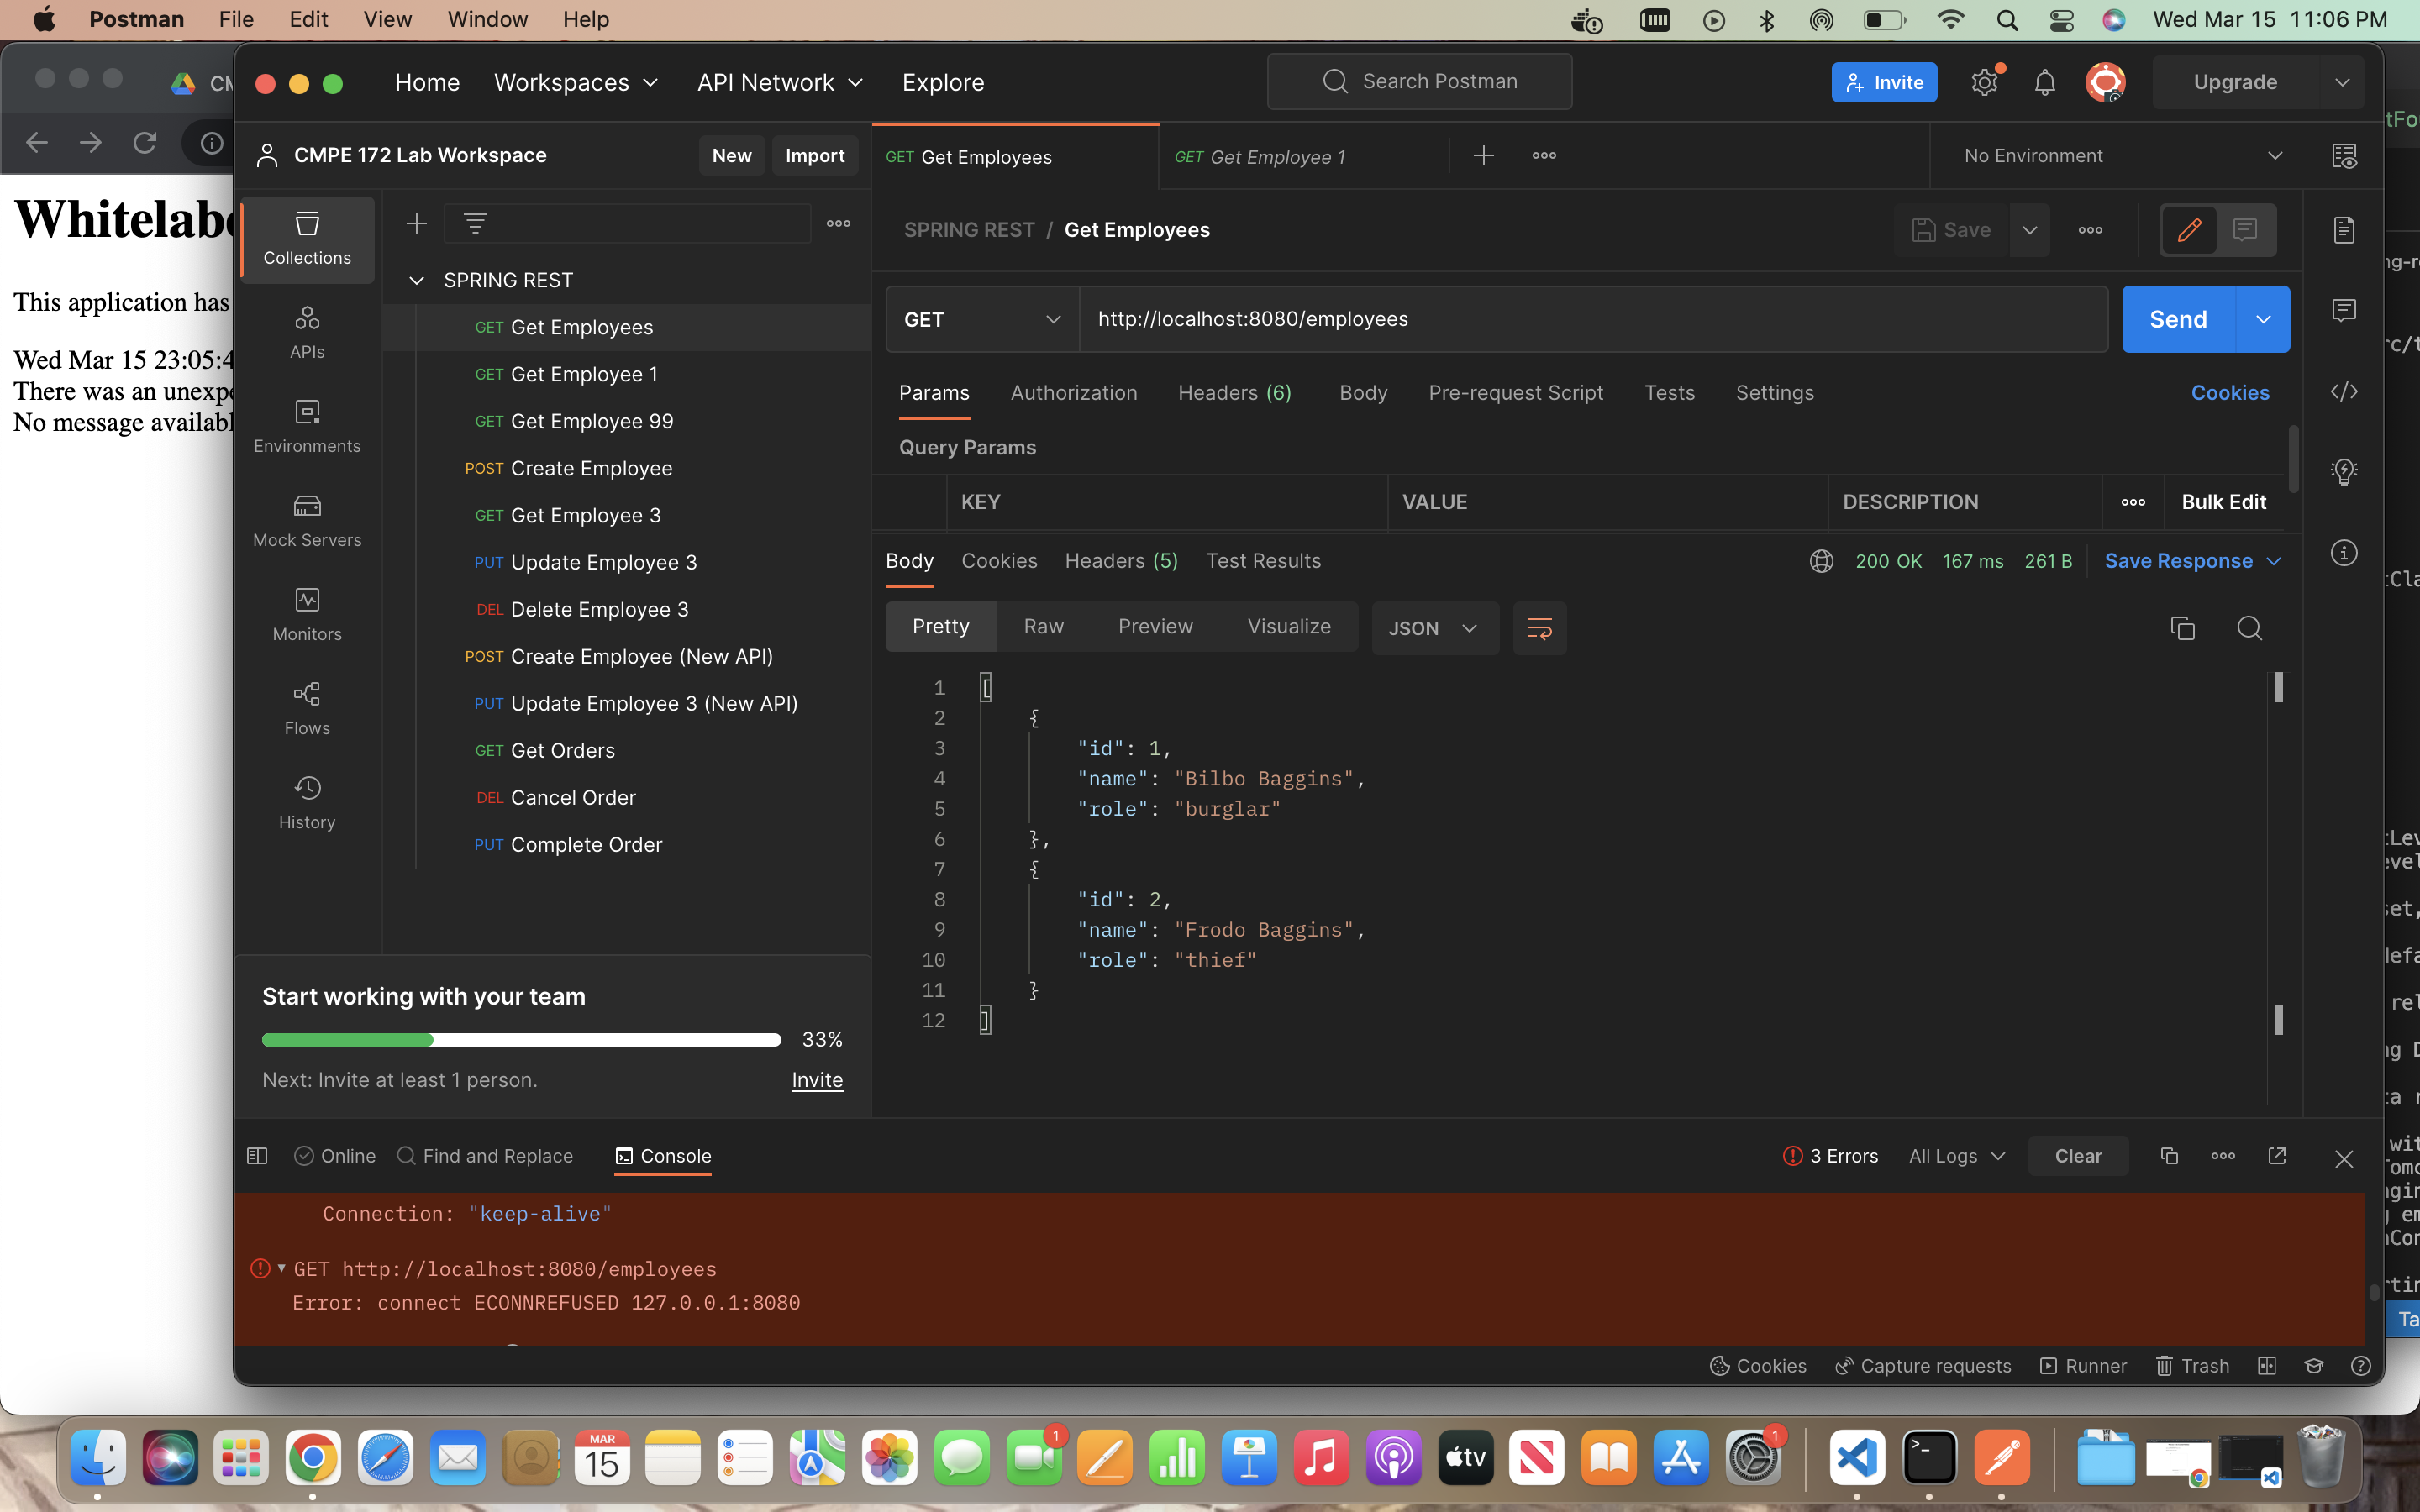 Postman File Edit View Window Help Wed Mar 15 11:06 PM
Home Workspaces API Network Explore Search Postman Invite Upgrade
CMPE 172 Lab Workspace New Import
GET Get Employees GET Get Employee 1 No Environment
Whitelabe
This application has
Wed Mar 15 23:05:4
There was an unexpe
No message availabl
Collections
APIs
Environments
Mock Servers
Monitors
Flows
History
SPRING REST
GET Get Employees
GET Get Employee 1
GET Get Employee 99
POST Create Employee
GET Get Employee 3
PUT Update Employee 3
DEL Delete Employee 3
POST Create Employee (New API)
PUT Update Employee 3 (New API)
GET Get Orders
DEL Cancel Order
PUT Complete Order
Start working with your team
33%
Next: Invite at least 1 person. Invite
SPRING REST / Get Employees Save
GET http://localhost:8080/employees Send
Params Authorization Headers (6) Body Pre-request Script Tests Settings Cookies
Query Params
KEY VALUE DESCRIPTION Bulk Edit
Body Cookies Headers (5) Test Results 200 OK 167 ms 261 B Save Response
Pretty Raw Preview Visualize JSON
1 [
2 {
3 "id": 1,
4 "name": "Bilbo Baggins",
5 "role": "burglar"
6 },
7 {
8 "id": 2,
9 "name": "Frodo Baggins",
10 "role": "thief"
11 }
12 ]
Online Find and Replace Console 3 Errors All Logs Clear
Connection: "keep-alive"
GET http://localhost:8080/employees
Error: connect ECONNREFUSED 127.0.0.1:8080
Cookies Capture requests Runner Trash
MAR
15
1
tv
1